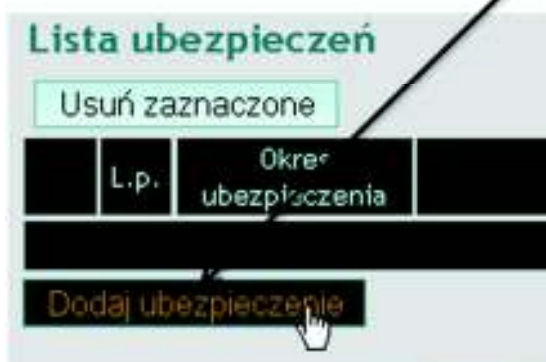 Lista ubezpieczeń
Usuń zaznaczone
L.p.
Okres
ubezpieczenia
Dodaj ubezpieczenie